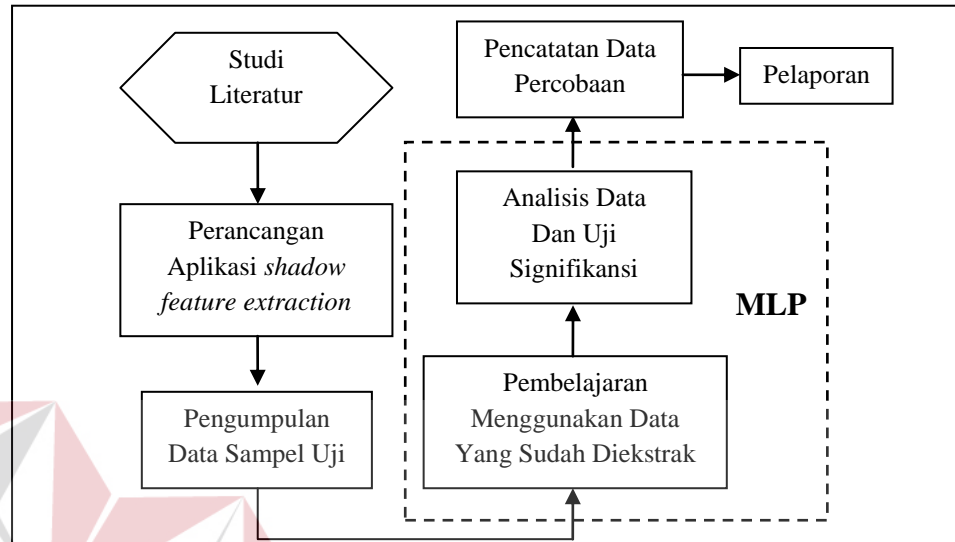 Studi
Literatur
Perancangan
Aplikasi shadow
feature extraction
Pengumpulan
Data Sampel Uji
Pembelajaran
Menggunakan Data
Yang Sudah Diekstrak
Analisis Data
Dan Uji
Signifikansi
MLP
Pencatatan Data
Percobaan
Pelaporan